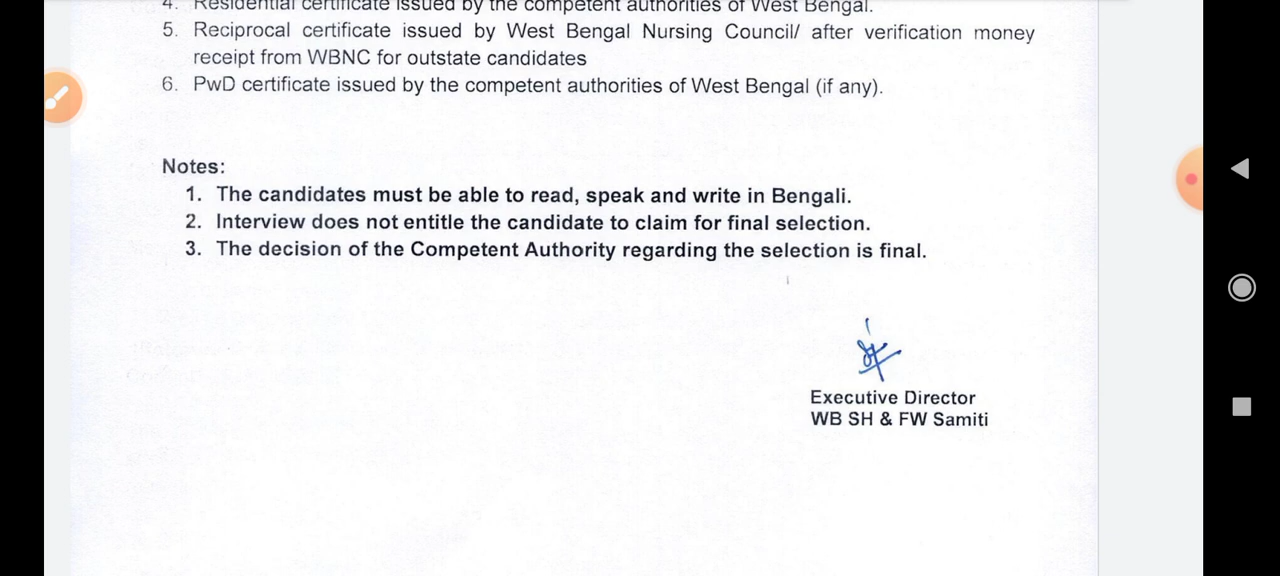 4. Residential certificate issued by the competent authorities of West Bengal.
5. Reciprocal certificate issued by West Bengal Nursing Council/ after verification money
receipt from WBNC for outstate candidates
6. PwD certificate issued by the competent authorities of West Bengal (if any).
Notes:
1. The candidates must be able to read, speak and write in Bengali.
2. Interview does not entitle the candidate to claim for final selection.
3. The decision of the Competent Authority regarding the selection is final.
Executive Director
WB SH & FW Samiti